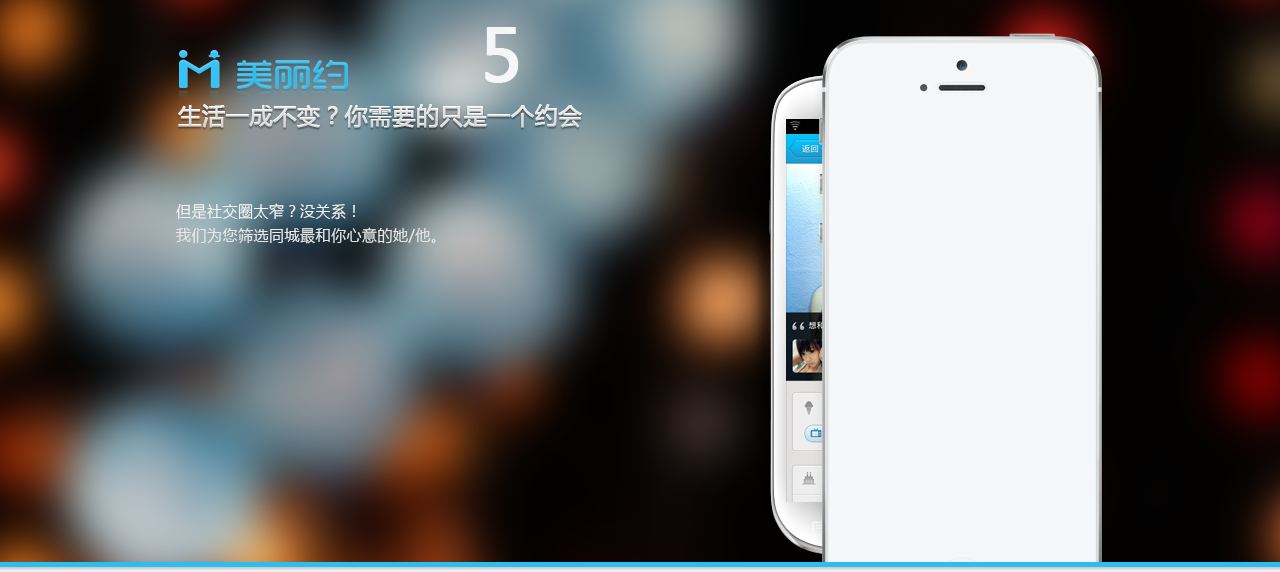 5
美丽约
生活一成不变？你需要的只是一个约会
但是社交圈太窄？没关系！
我们为您筛选同城最和你心意的她/他。
返回
想和